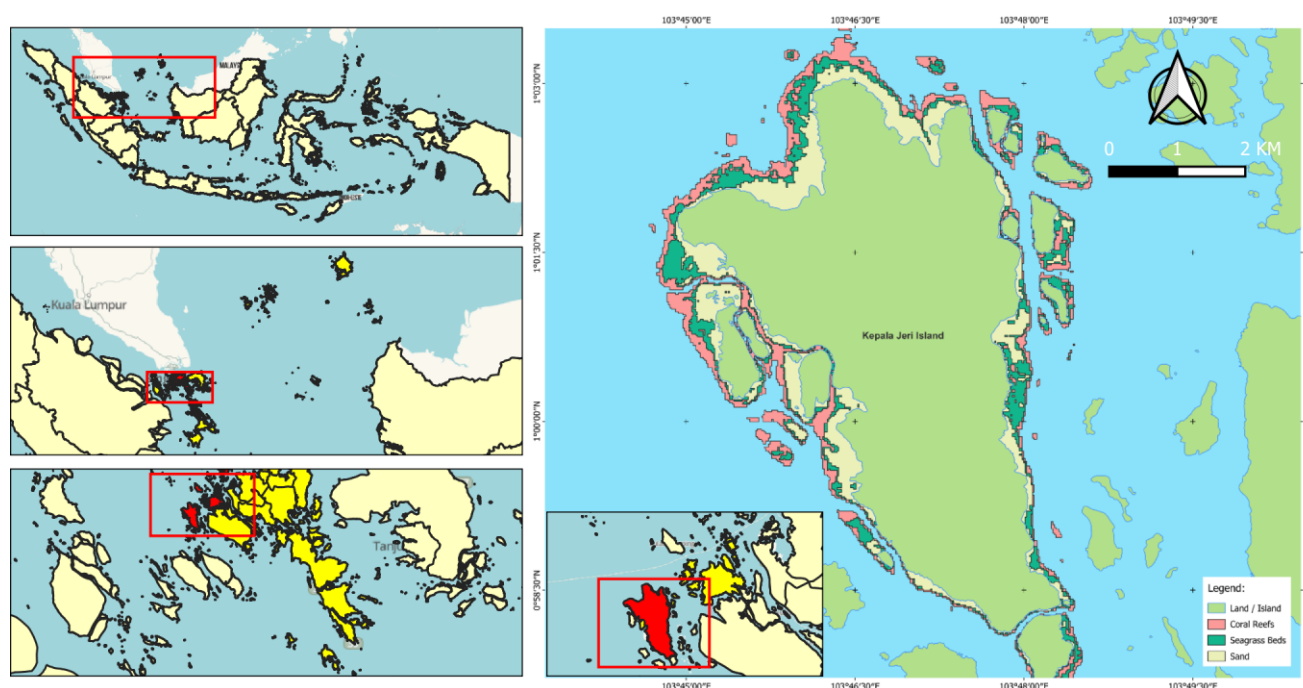 MALAYS
Kuala Lumpur
Tanju
103°45'00"E
103°46'30"E
103°48'00"E
103°49'30"E
1°03'00"N
1°01'30"N
1°00'00"N
0°58'30"N
0 1 2 KM
Kepala Jeri Island
Legend:
Land / Island
Coral Reefs
Seagrass Beds
Sand
103°45'00"E
103°46'30"E
103°48'00"E
103°49'30"E